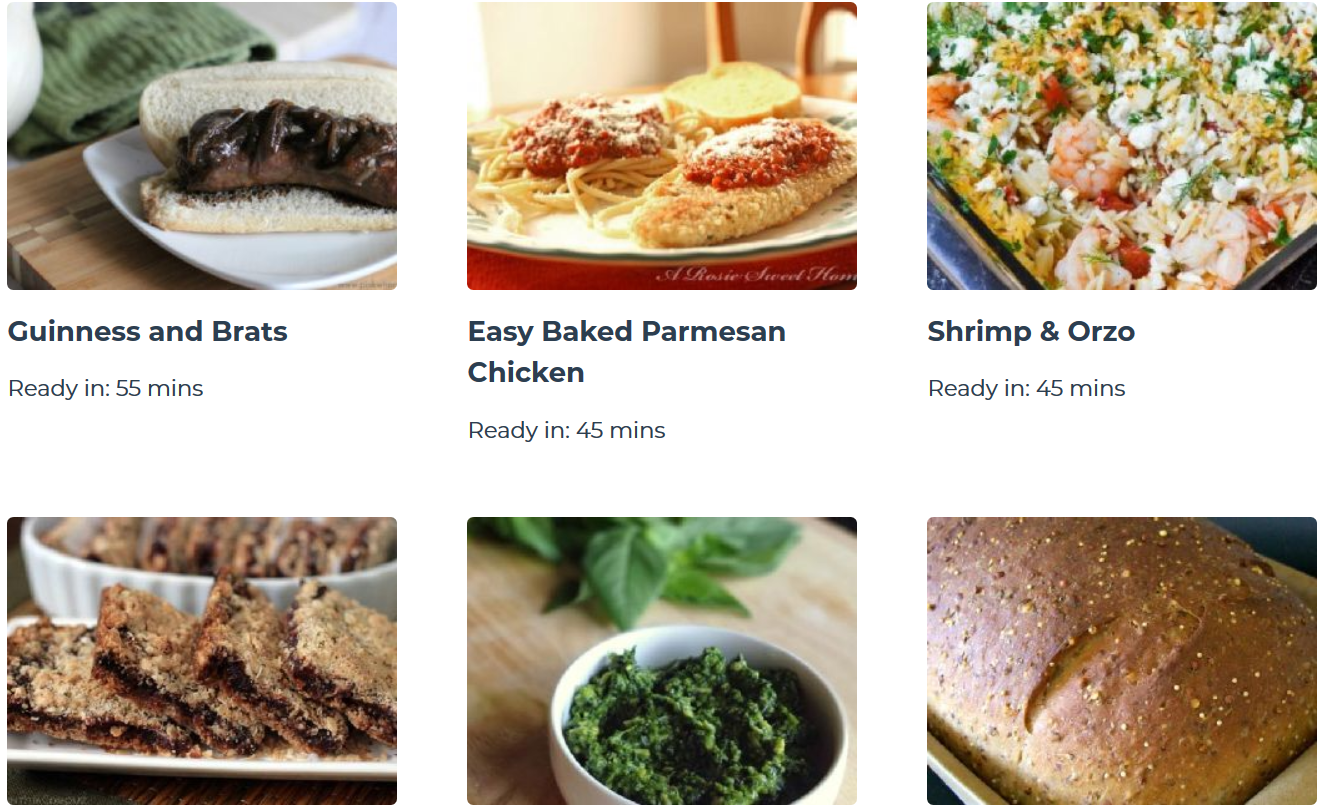 A Rosie Sweet Hom
Guinness and Brats
Easy Baked Parmesan
Chicken
Shrimp & Orzo
Ready in: 55 mins
Ready in: 45 mins
Ready in: 45 mins